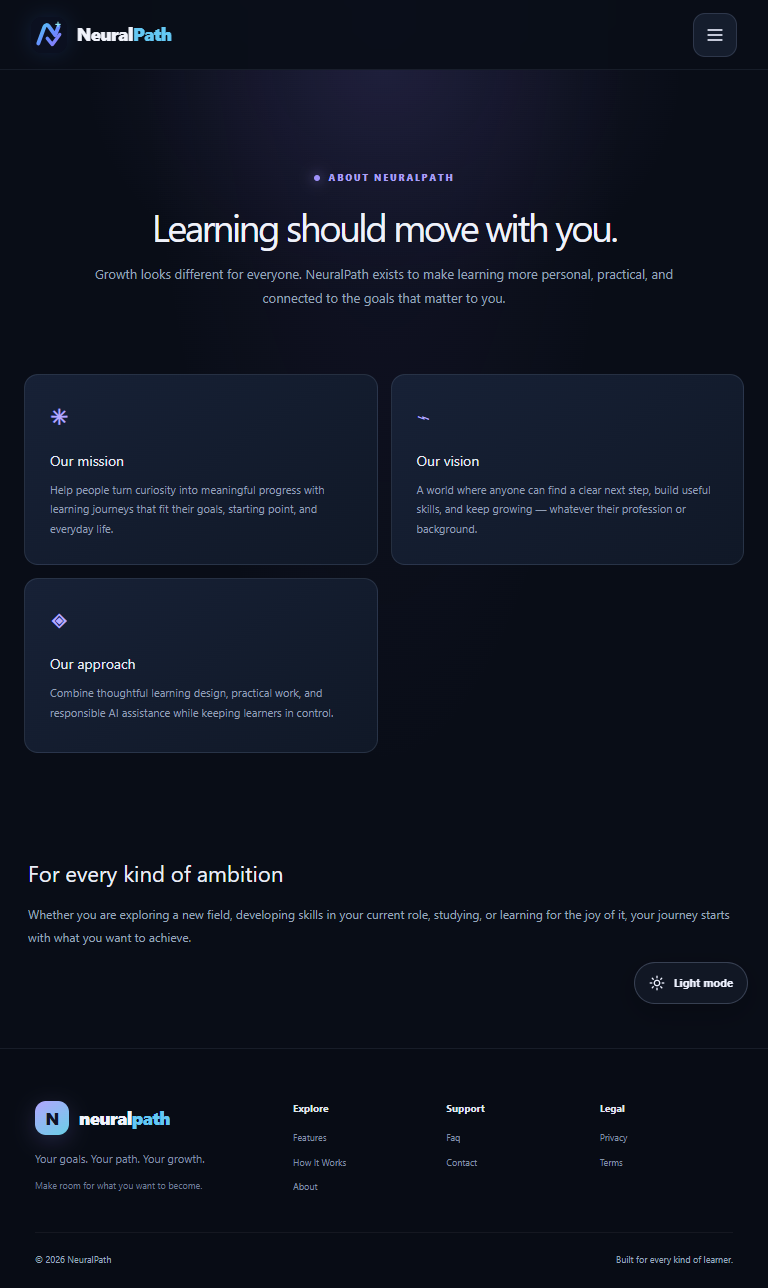 NeuralPath
ABOUT NEURALPATH
Learning should move with you.
Growth looks different for everyone. NeuralPath exists to make learning more personal, practical, and
connected to the goals that matter to you.
Our mission
Help people turn curiosity into meaningful progress with
learning journeys that fit their goals, starting point, and
everyday life.
Our vision
A world where anyone can find a clear next step, build useful
skills, and keep growing — whatever their profession or
background.
Our approach
Combine thoughtful learning design, practical work, and
responsible AI assistance while keeping learners in control.
For every kind of ambition
Whether you are exploring a new field, developing skills in your current role, studying, or learning for the joy of it, your journey starts
with what you want to achieve.
Light mode
N neuralpath
Your goals. Your path. Your growth.
Make room for what you want to become.
Explore
Features
How It Works
About
Support
Faq
Contact
Legal
Privacy
Terms
© 2026 NeuralPath
Built for every kind of learner.